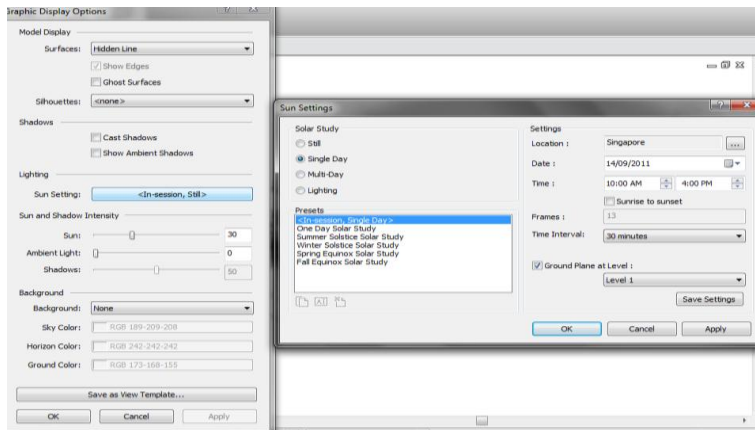 Graphic Display Options
Model Display
Surfaces: Hidden Line
Show Edges
Ghost Surfaces
Silhouettes: <none>
Shadows
Cast Shadows
Show Ambient Shadows
Lighting
Sun Setting: <In-session, Still>
Sun and Shadow Intensity
Sun: 30
Ambient Light: 0
Shadows: 50
Background
Background: None
Sky Color: RGB 189-209-208
Horizon Color: RGB 242-242-242
Ground Color: RGB 173-168-155
Save as View Template...
OK Cancel Apply
Sun Settings
Solar Study
Still
Single Day
Multi-Day
Lighting
Presets
<In-session, Single Day>
One Day Solar Study
Summer Solstice Solar Study
Winter Solstice Solar Study
Spring Equinox Solar Study
Fall Equinox Solar Study
Settings
Location : Singapore ...
Date : 14/09/2011
Time : 10:00 AM 4:00 PM
Sunrise to sunset
Frames : 13
Time Interval: 30 minutes
Ground Plane at Level :
Level 1
Save Settings
OK Cancel Apply